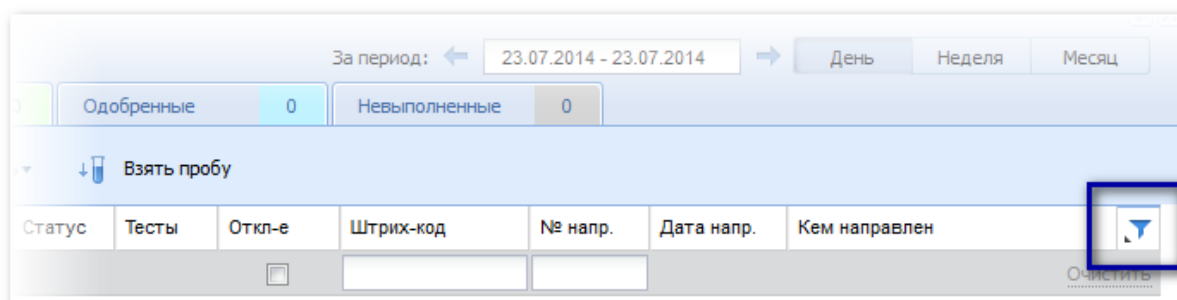 За период: 23.07.2014 - 23.07.2014 День Неделя Месяц
0 Одобренные 0 Невыполненные 0
Взять пробу
Статус Тесты Откл-е Штрих-код № напр. Дата напр. Кем направлен
Очистить